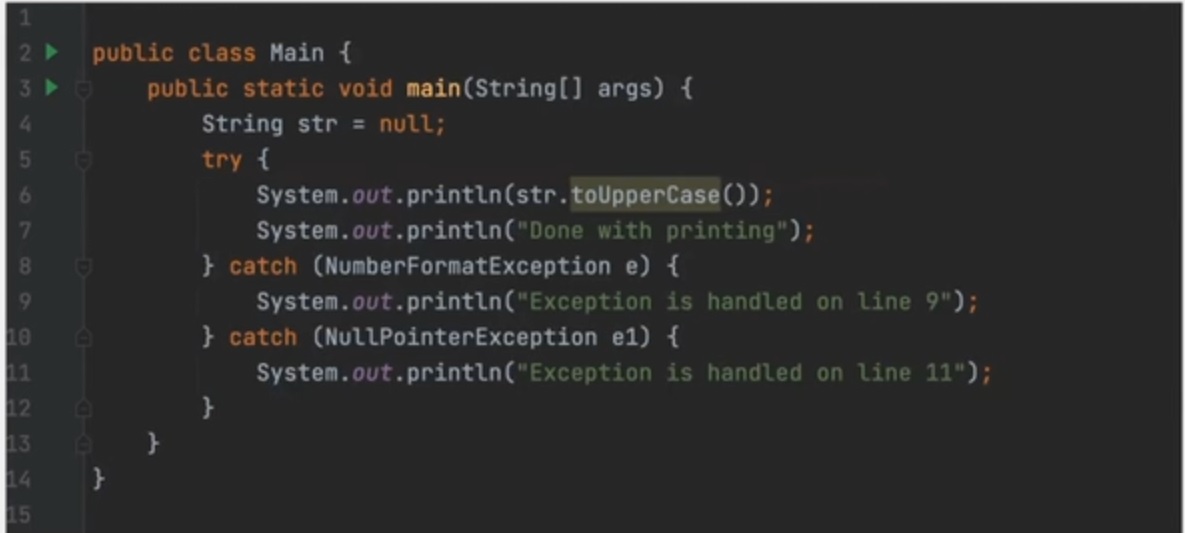 1
2 public class Main {
3 public static void main(String[] args) {
4 String str = null;
5 try {
6 System.out.println(str.toUpperCase());
7 System.out.println("Done with printing");
8 } catch (NumberFormatException e) {
9 System.out.println("Exception is handled on line 9");
10 } catch (NullPointerException e1) {
11 System.out.println("Exception is handled on line 11");
12 }
13 }
14 }
15